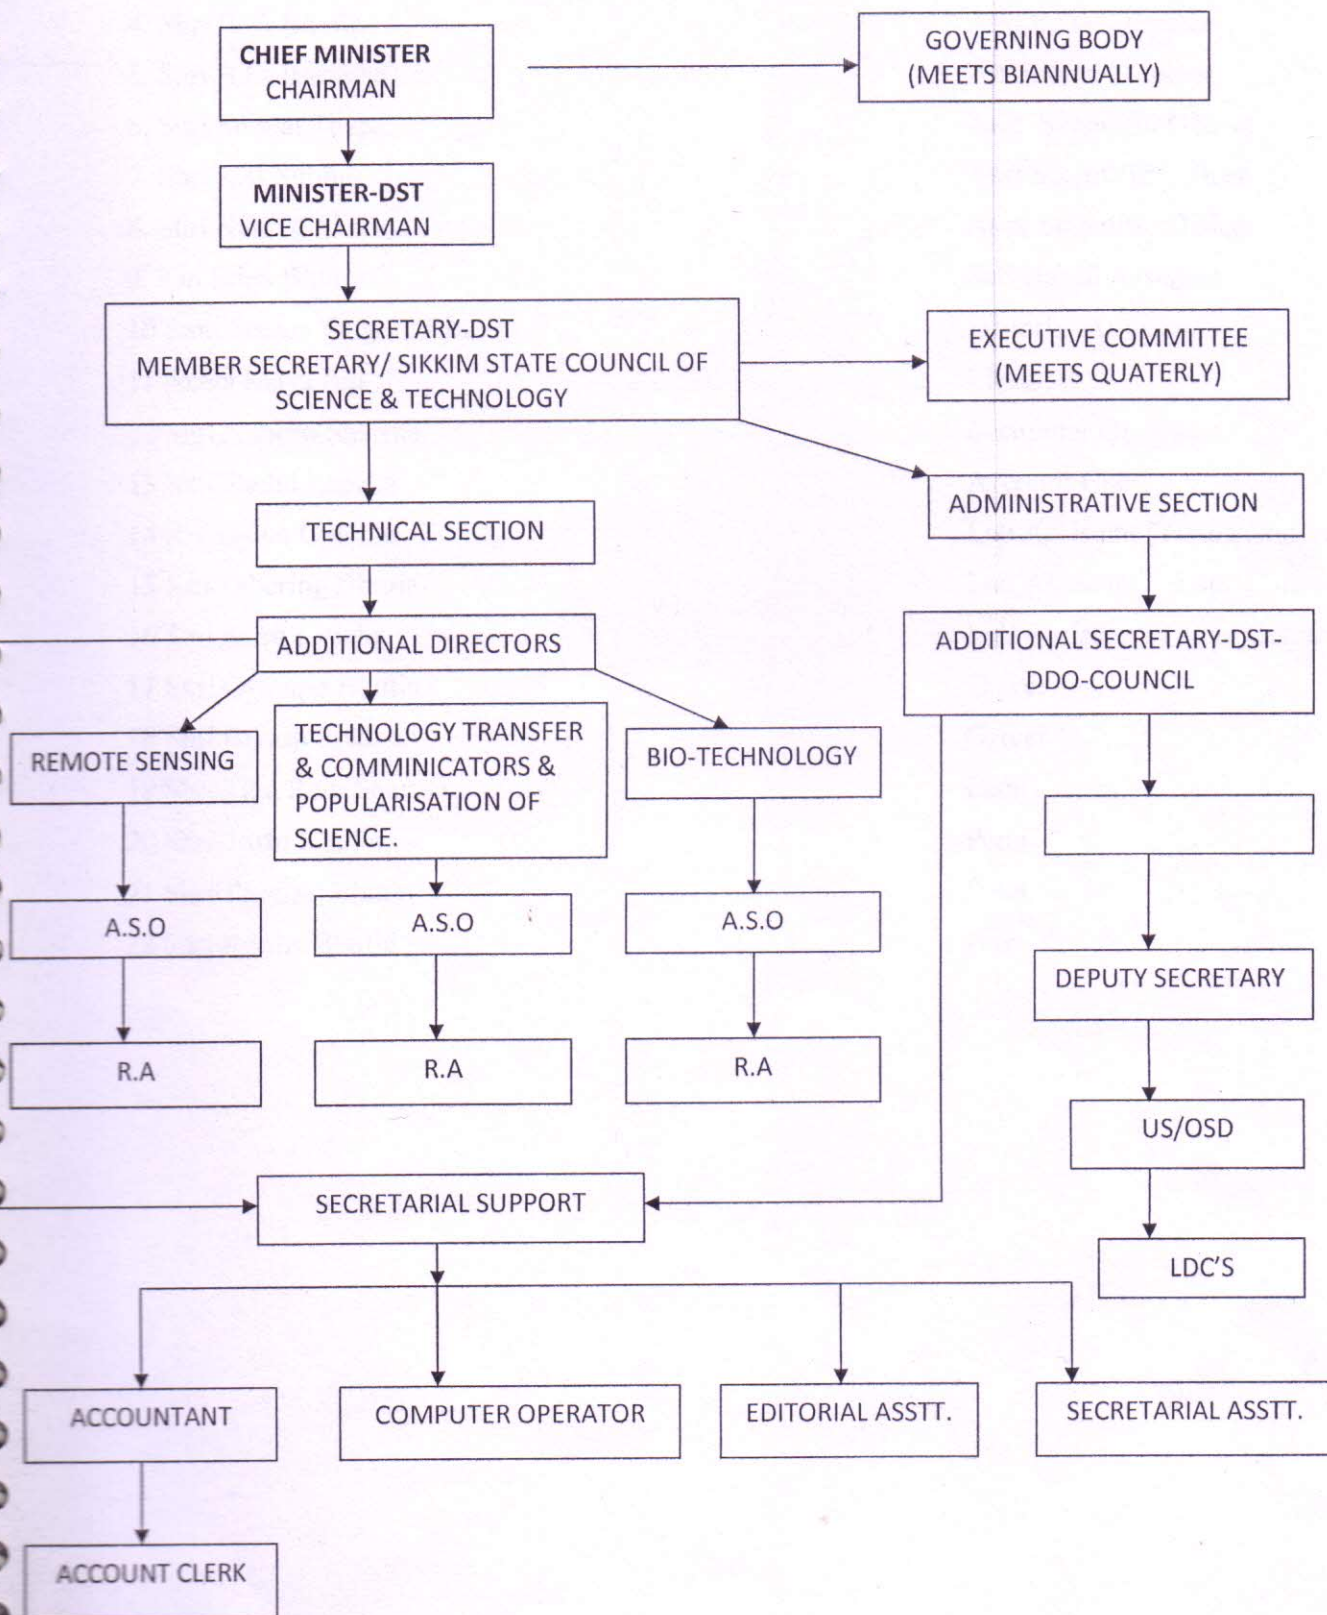 CHIEF MINISTER
CHAIRMAN
GOVERNING BODY
(MEETS BIANNUALLY)
MINISTER-DST
VICE CHAIRMAN
SECRETARY-DST
MEMBER SECRETARY/ SIKKIM STATE COUNCIL OF
SCIENCE & TECHNOLOGY
EXECUTIVE COMMITTEE
(MEETS QUATERLY)
TECHNICAL SECTION
ADMINISTRATIVE SECTION
ADDITIONAL DIRECTORS
ADDITIONAL SECRETARY-DST-
DDO-COUNCIL
REMOTE SENSING
TECHNOLOGY TRANSFER
& COMMINICATORS &
POPULARISATION OF
SCIENCE.
BIO-TECHNOLOGY
A.S.O
A.S.O
A.S.O
DEPUTY SECRETARY
R.A
R.A
R.A
US/OSD
SECRETARIAL SUPPORT
LDC'S
ACCOUNTANT
COMPUTER OPERATOR
EDITORIAL ASSTT.
SECRETARIAL ASSTT.
ACCOUNT CLERK